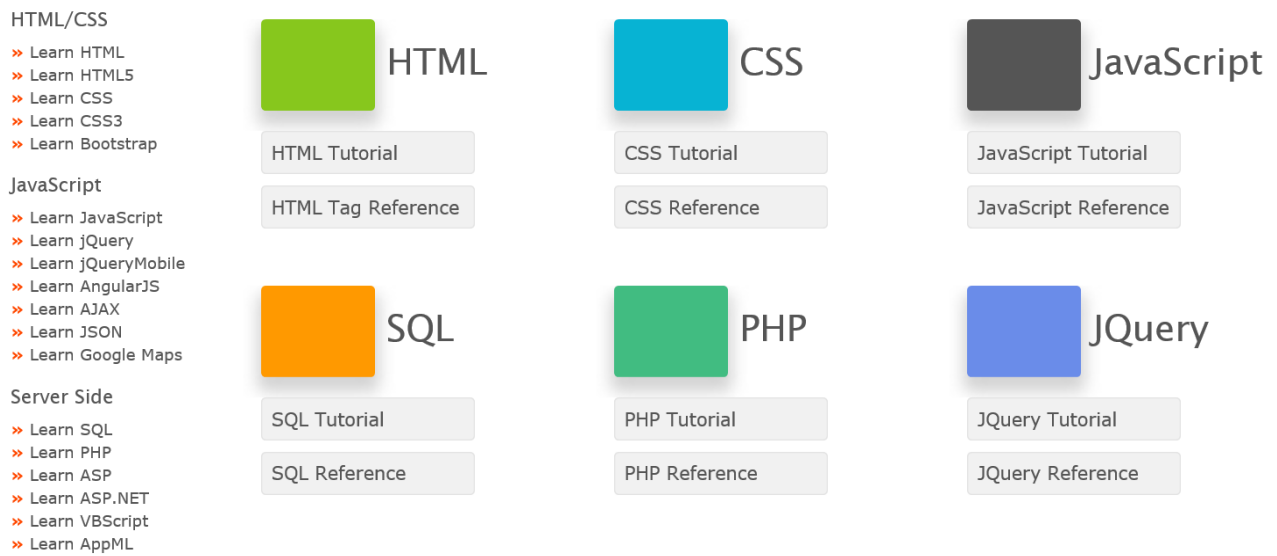 HTML/CSS
» Learn HTML
» Learn HTML5
» Learn CSS
» Learn CSS3
» Learn Bootstrap
JavaScript
» Learn JavaScript
» Learn jQuery
» Learn jQueryMobile
» Learn AngularJS
» Learn AJAX
» Learn JSON
» Learn Google Maps
Server Side
» Learn SQL
» Learn PHP
» Learn ASP
» Learn ASP.NET
» Learn VBScript
» Learn AppML
HTML
HTML Tutorial
HTML Tag Reference
CSS
CSS Tutorial
CSS Reference
JavaScript
JavaScript Tutorial
JavaScript Reference
SQL
SQL Tutorial
SQL Reference
PHP
PHP Tutorial
PHP Reference
JQuery
JQuery Tutorial
JQuery Reference